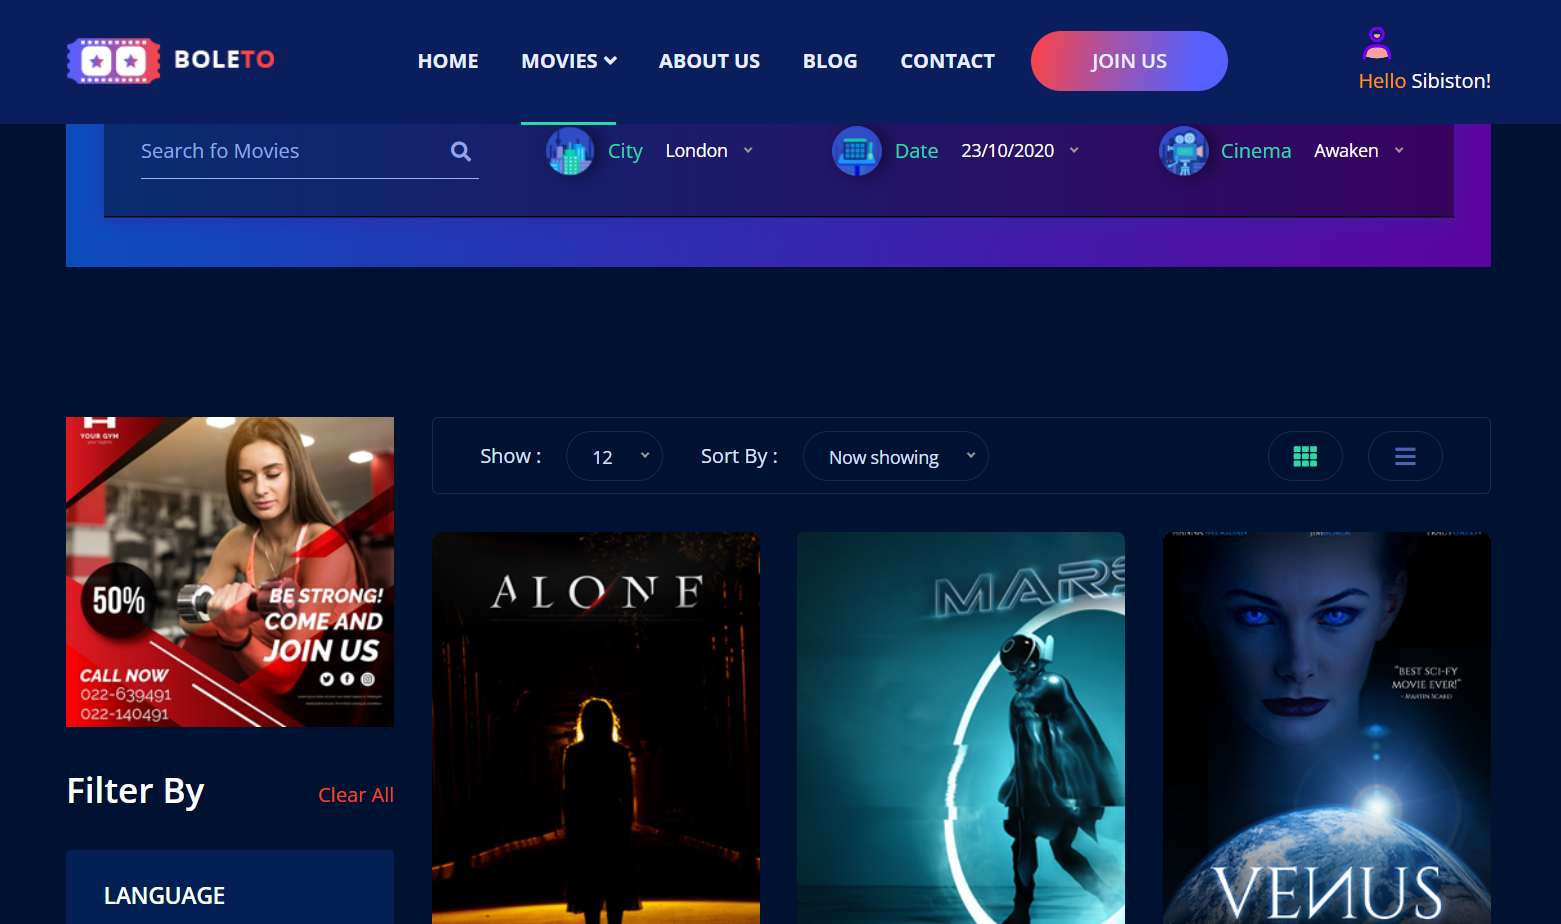 BOLETO
HOME
MOVIES
ABOUT US
BLOG
CONTACT
JOIN US
Hello Sibiston!
Search fo Movies
City
London
Date
23/10/2020
Cinema
Awaken
YOUR GYM
50%
BE STRONG!
COME AND
JOIN US
CALL NOW
022-639491
022-140491
Show :
12
Sort By :
Now showing
ALONE
MARS
"BEST SCI-FY
MOVIE EVER!"
- MARTIN SCARD
VENUS
Filter By
Clear All
LANGUAGE